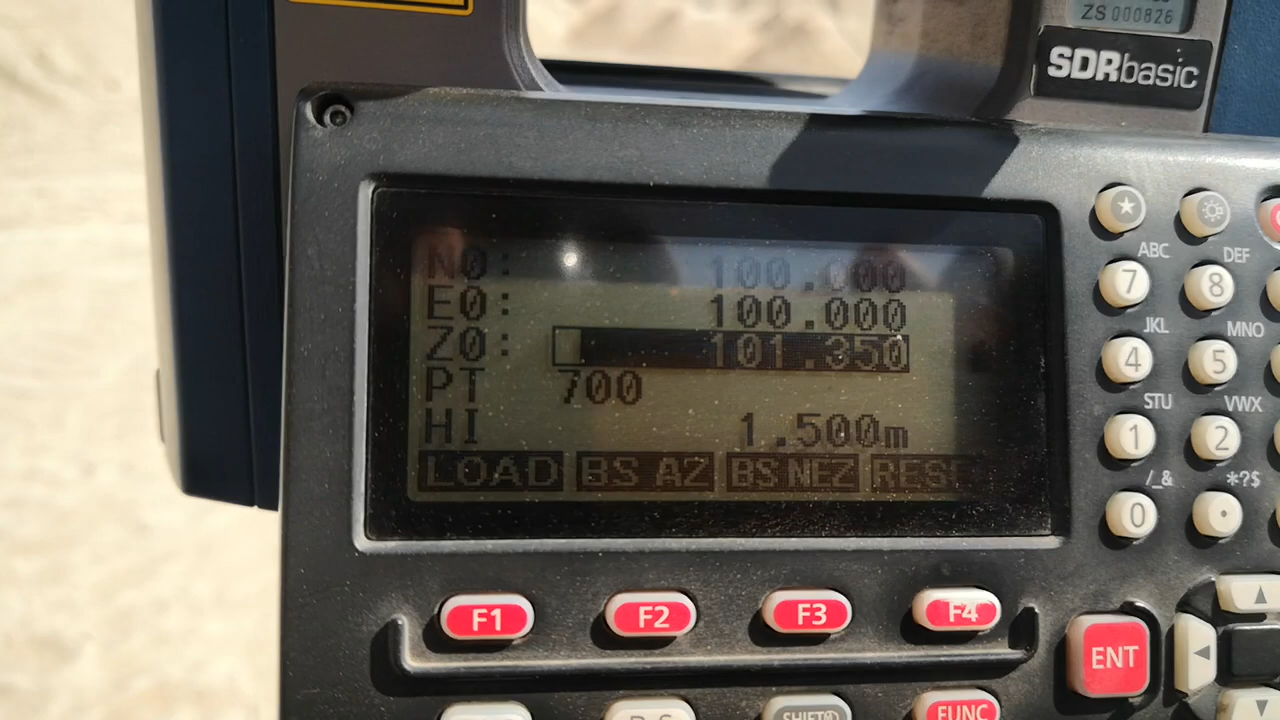 ZS 000826
SDRbasic
N0: 100.000
E0: 100.000
Z0: 101.350
PT 700
HI 1.500m
LOAD BS AZ BS NEZ RES
ABC DEF
7 8
JKL MNO
4 5
STU VWX
1 2
/_& *?$
0 .
F1 F2 F3 F4
ENT
SHIFT FUNC